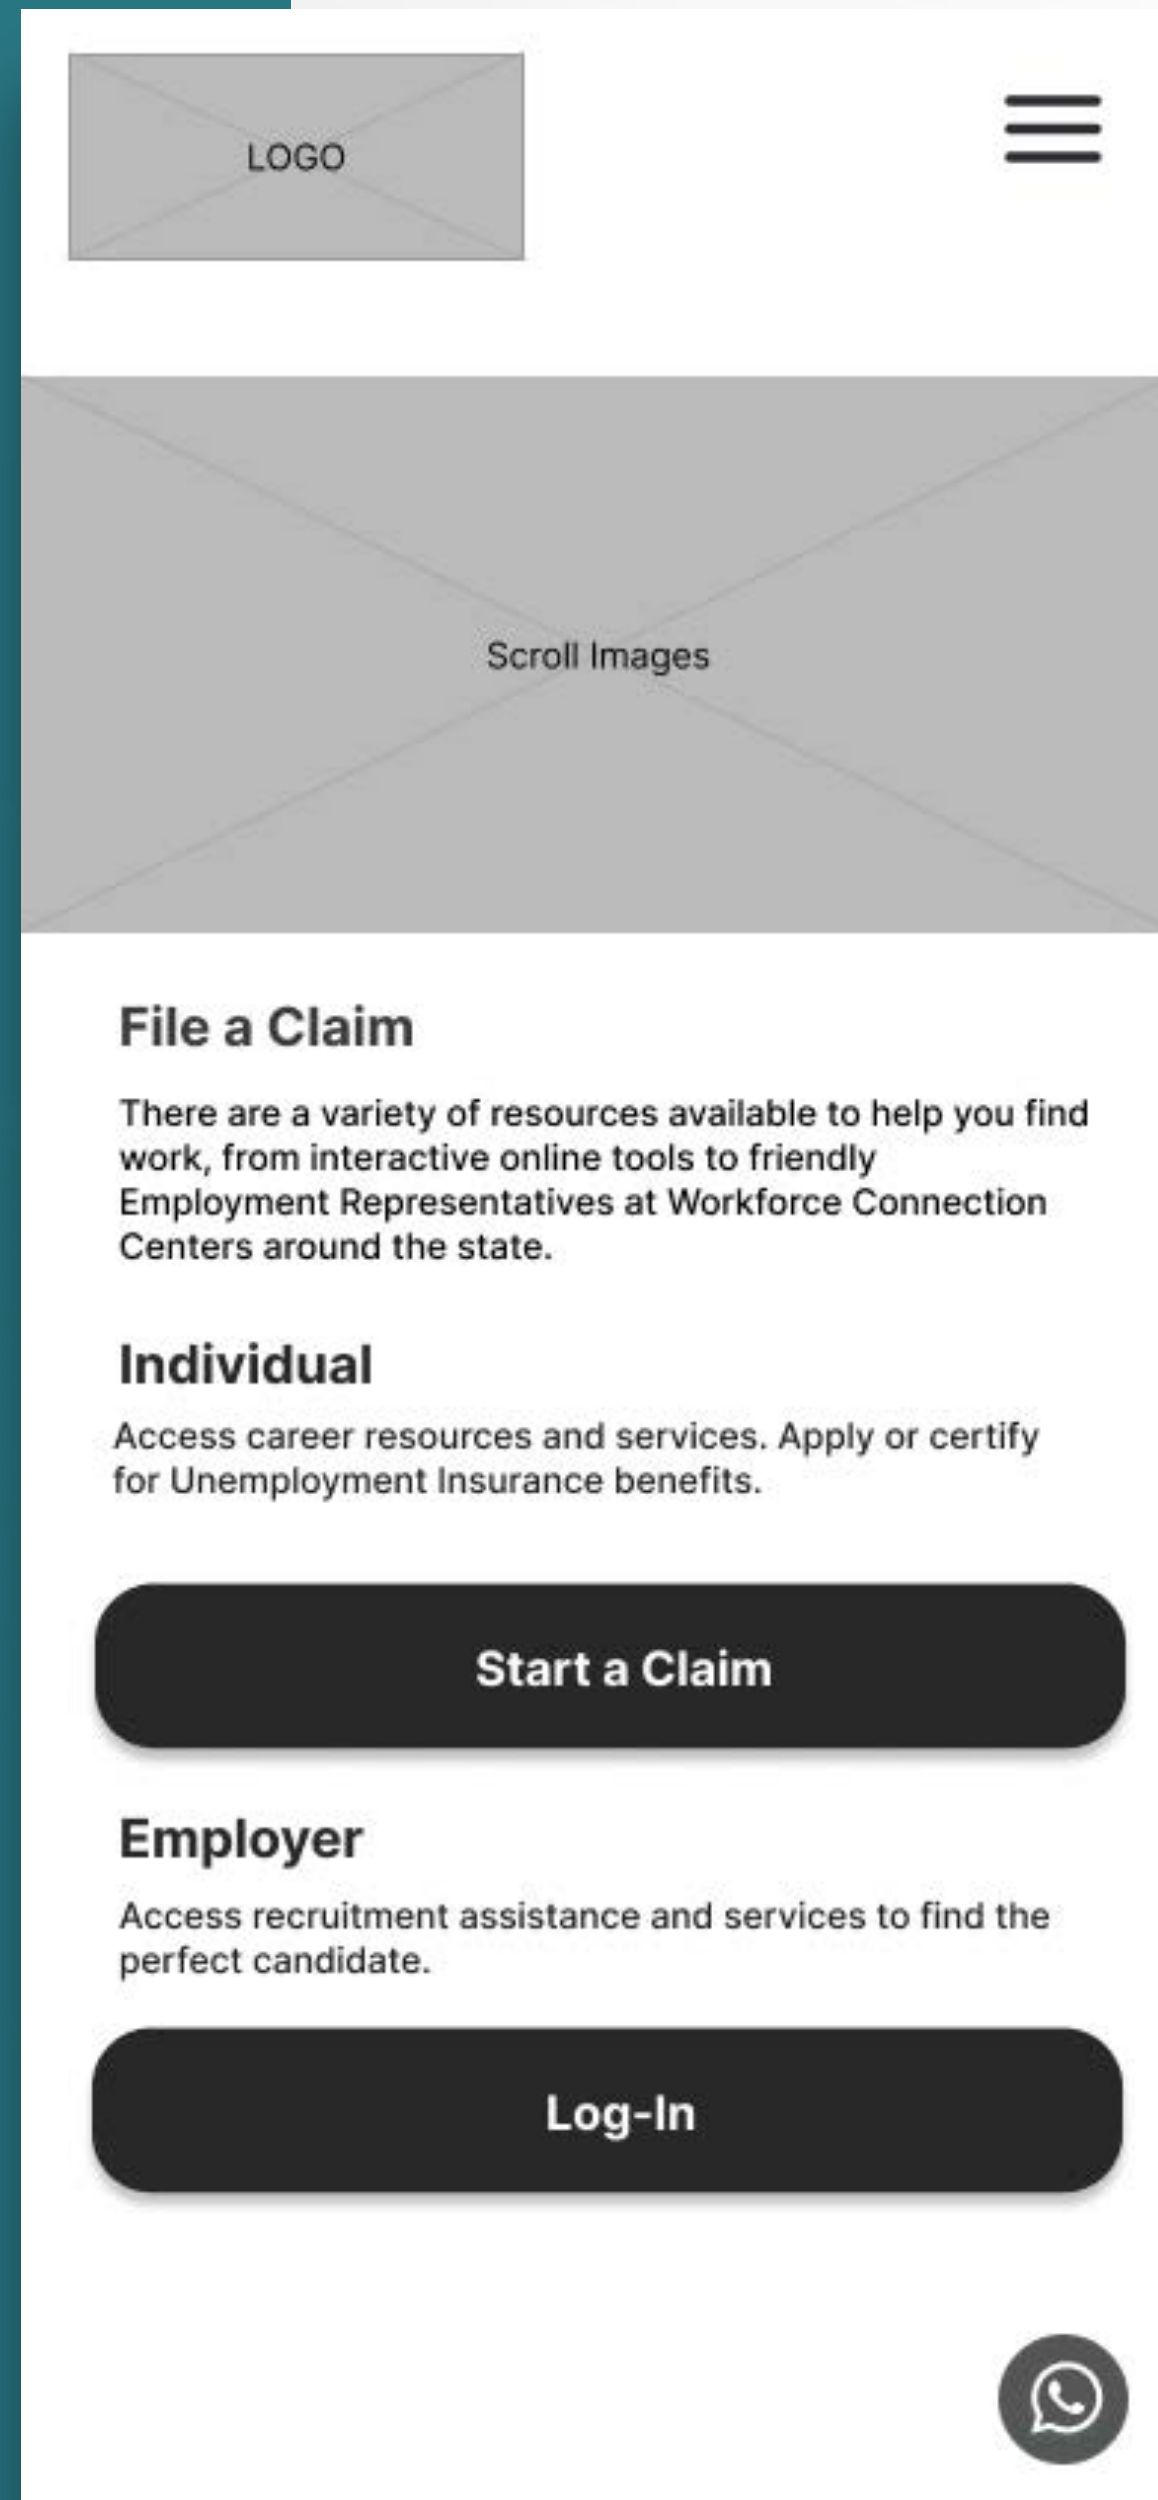 LOGO
Scroll Images
File a Claim
There are a variety of resources available to help you find
work, from interactive online tools to friendly
Employment Representatives at Workforce Connection
Centers around the state.
Individual
Access career resources and services. Apply or certify
for Unemployment Insurance benefits.
Start a Claim
Employer
Access recruitment assistance and services to find the
perfect candidate.
Log-In